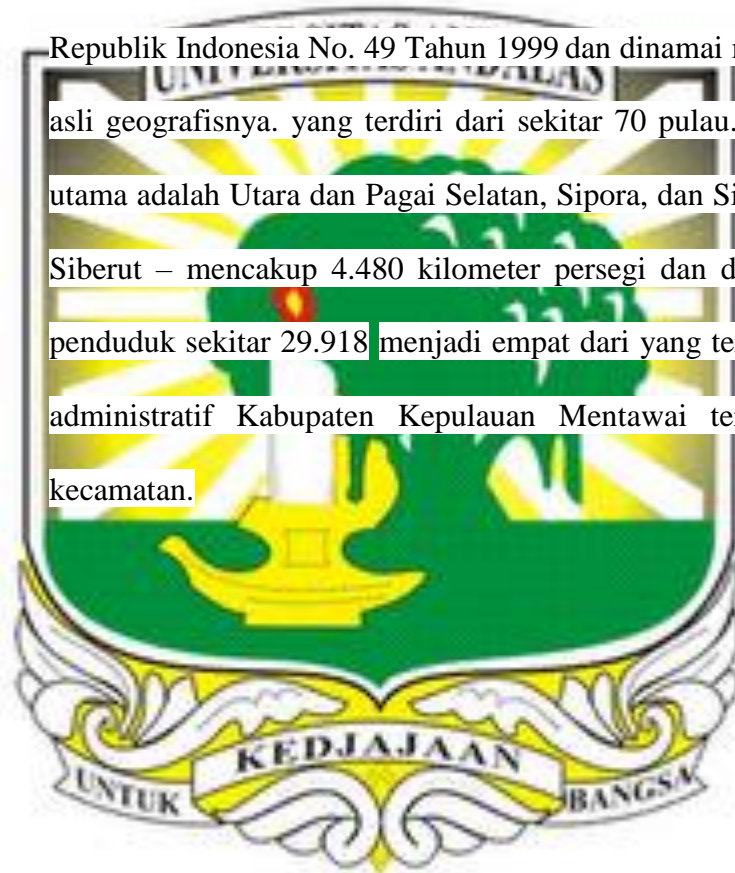 Republik Indonesia No. 49 Tahun 1999 dan dinamai
UNIVERSITAS ANDALAS
asli geografisnya. yang terdiri dari sekitar 70 pulau.
utama adalah Utara dan Pagai Selatan, Sipora, dan
Siberut – mencakup 4.480 kilometer persegi dan
penduduk sekitar 29.918 menjadi empat dari yang
administratif Kabupaten Kepulauan Mentawai
kecamatan.
KEDJAJAAN
UNTUK BANGSA